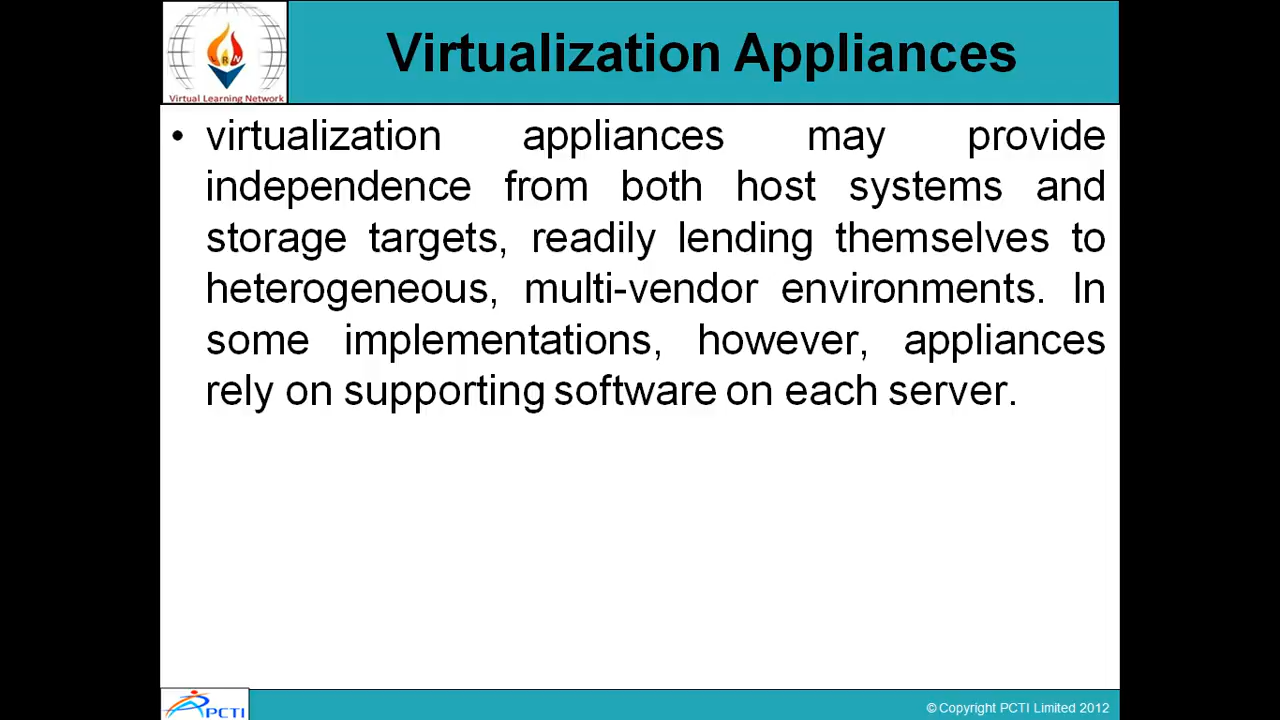 Virtualization Appliances
Virtual Learning Network
• virtualization appliances may provide
independence from both host systems and
storage targets, readily lending themselves to
heterogeneous, multi-vendor environments. In
some implementations, however, appliances
rely on supporting software on each server.
PCTI
© Copyright PCTI Limited 2012